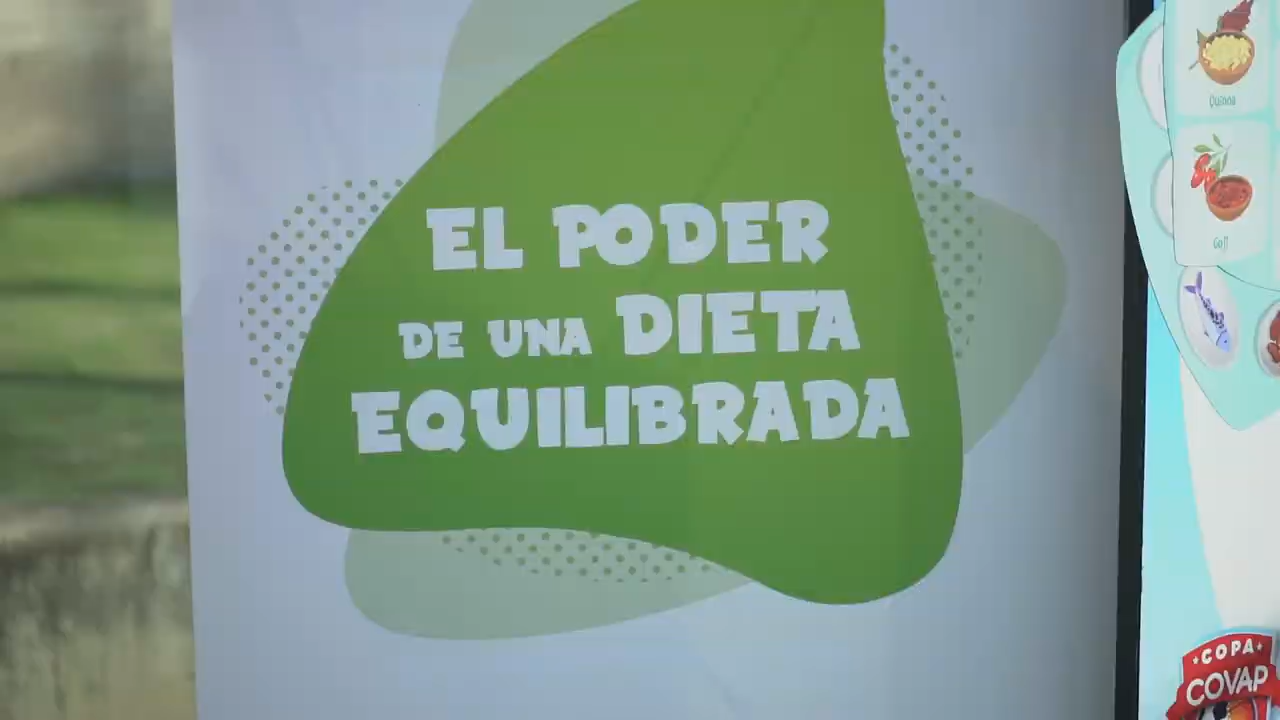 EL PODER
DE UNA DIETA
EQUILIBRADA
Quinoa
Goji
COPA
COVAP